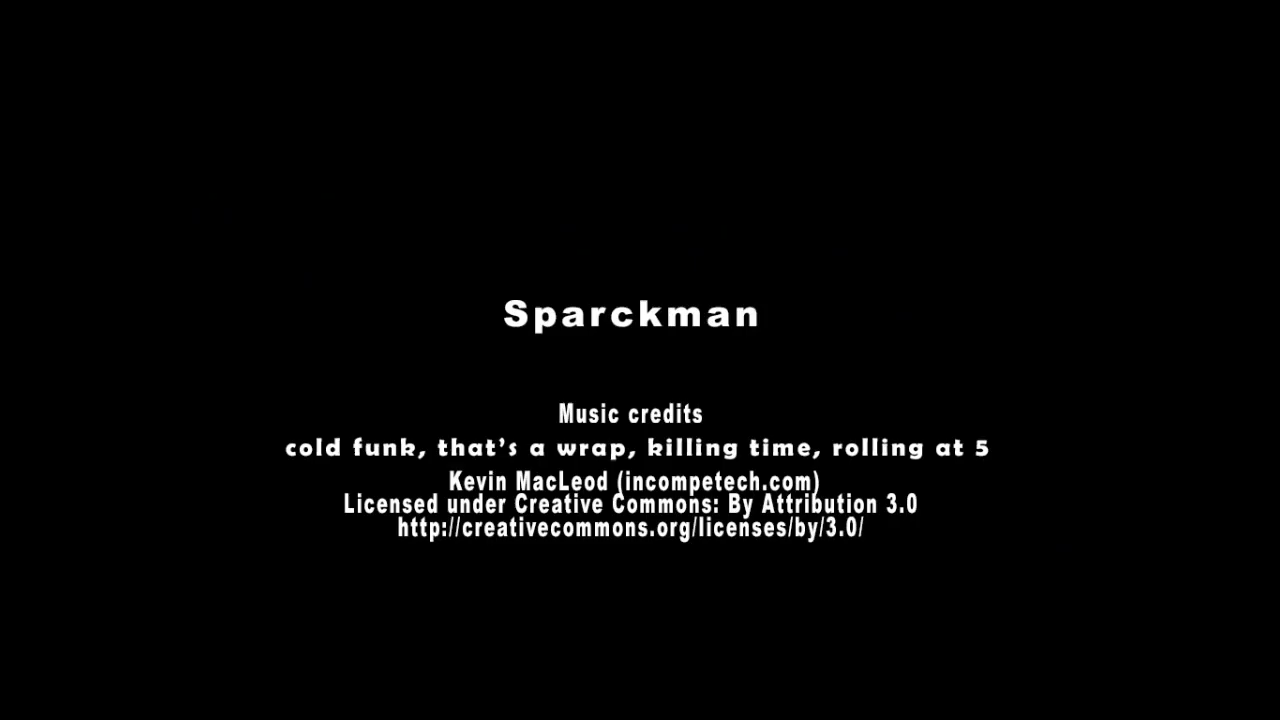 Sparckman
Music credits
cold funk, that's a wrap, killing time, rolling at 5
Kevin MacLeod (incompetech.com)
Licensed under Creative Commons: By Attribution 3.0
http://creativecommons.org/licenses/by/3.0/